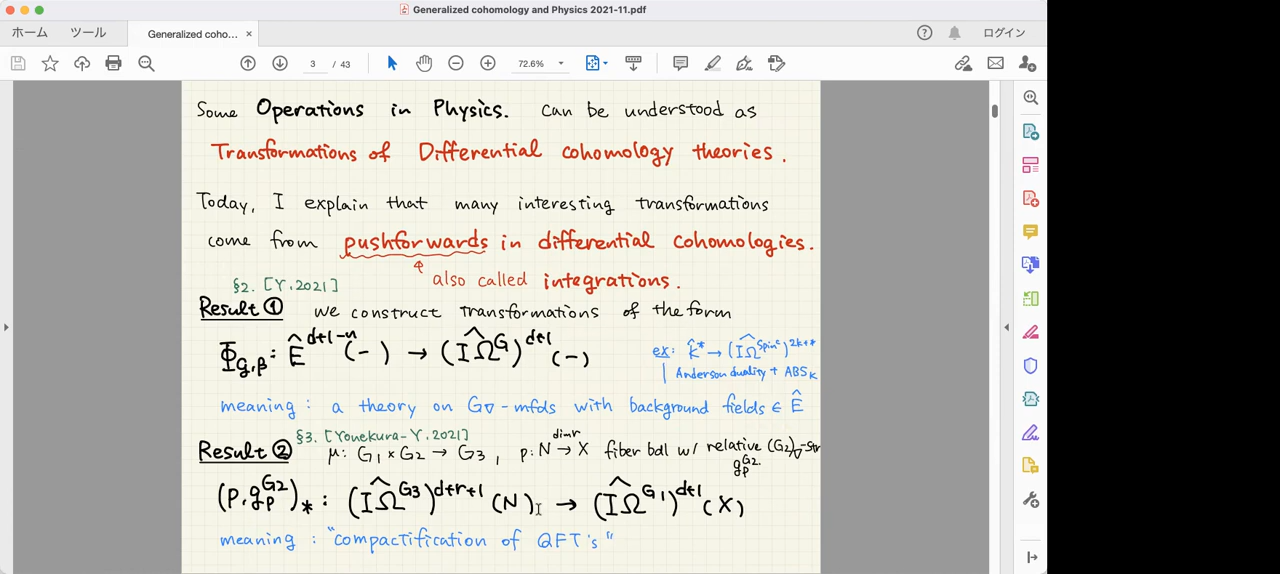 Generalized cohomology and Physics 2021-11.pdf
ホーム ツール Generalized coho... × ログイン
3 / 43 72.6%
Some Operations in Physics. can be understood as
Transformations of Differential cohomology theories.
Today, I explain that many interesting transformations
come from pushforwards in differential cohomologies.
↑ also called integrations.
§2. [Y. 2021]
Result ① we construct transformations of the form
Φ_{G,β} : Ê^{d+1-n}(-) → (\widehat{IΩ^G})^{d+1}(-)
ex: K̂^* → (\widehat{IΩ^{Spin^c}})^{2k+*}
Anderson duality + ABS_K
meaning : a theory on G_∇-mfds with background fields ∈ Ê
§3. [Yonekura-Y. 2021]
Result ② μ: G_1 × G_2 → G_3, p: N →^{dim r} X fiber bdl w/ relative (G_2)_∇-str g_p^{G_2}.
(p, g_p^{G_2})_* : (\widehat{IΩ^{G_3}})^{d+r+1}(N) → (\widehat{IΩ^{G_1}})^{d+1}(X)
meaning : "compactification of QFT's"